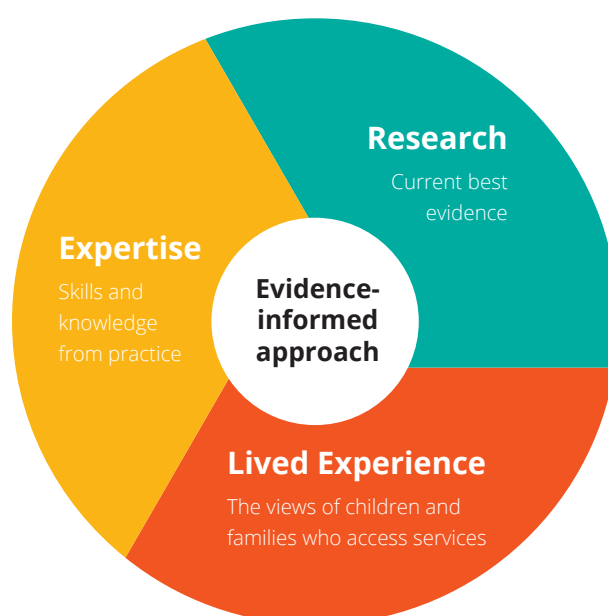 Research
Current best
evidence
Expertise
Skills and
knowledge
from practice
Evidence-
informed
approach
Lived Experience
The views of children and
families who access services